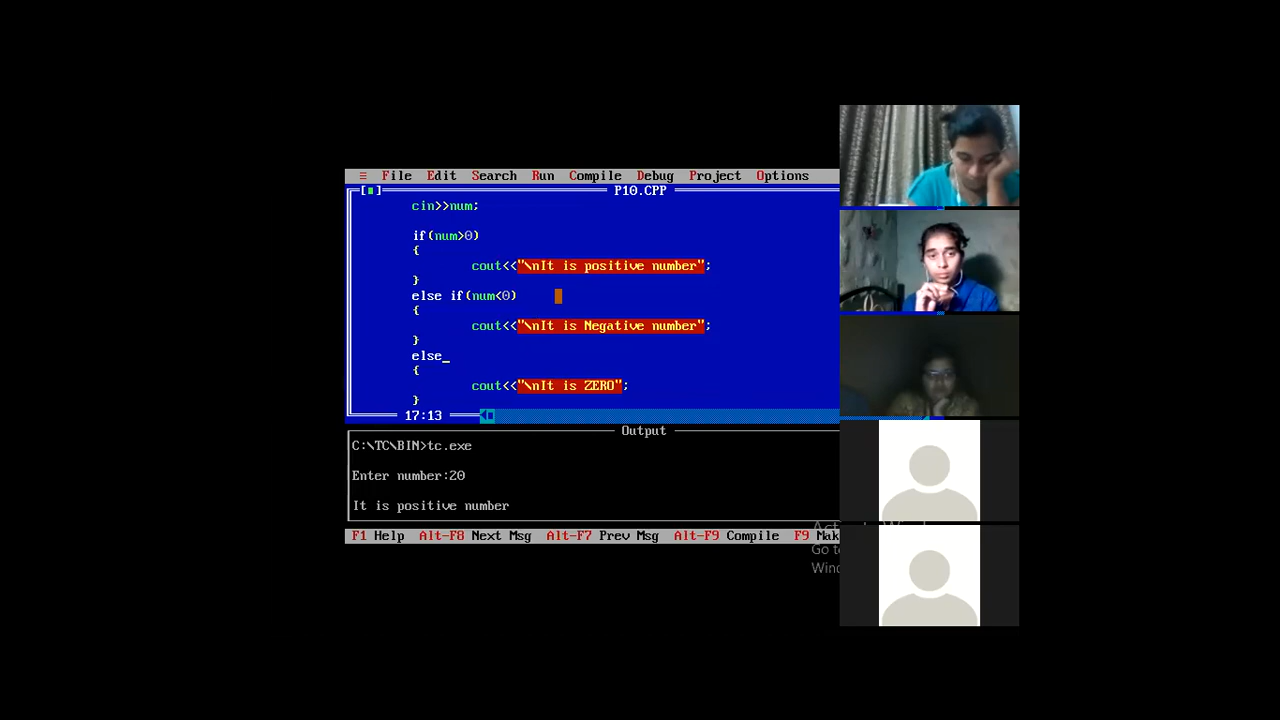 ≡ File Edit Search Run Compile Debug Project Options
[■] P10.CPP
cin>>num;
if(num>0)
{
cout<<"\nIt is positive number";
}
else if(num<0)
{
cout<<"\nIt is Negative number";
}
else_
{
cout<<"\nIt is ZERO";
}
17:13
Output
C:\TC\BIN>tc.exe
Enter number:20
It is positive number
F1 Help Alt-F8 Next Msg Alt-F7 Prev Msg Alt-F9 Compile F9 Mak
Go t
Wind